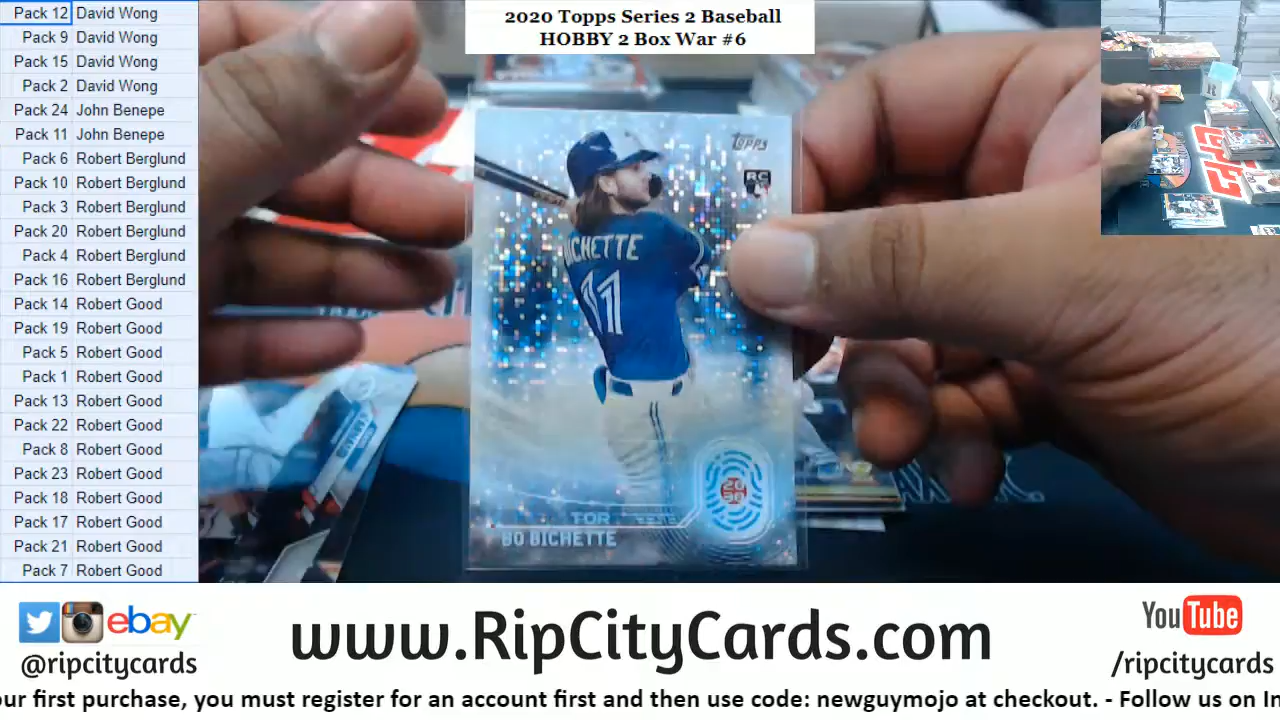 Pack 12 David Wong
Pack 9 David Wong
Pack 15 David Wong
Pack 2 David Wong
Pack 24 John Benepe
Pack 11 John Benepe
Pack 6 Robert Berglund
Pack 10 Robert Berglund
Pack 3 Robert Berglund
Pack 20 Robert Berglund
Pack 4 Robert Berglund
Pack 16 Robert Berglund
Pack 14 Robert Good
Pack 19 Robert Good
Pack 5 Robert Good
Pack 1 Robert Good
Pack 13 Robert Good
Pack 22 Robert Good
Pack 8 Robert Good
Pack 23 Robert Good
Pack 18 Robert Good
Pack 17 Robert Good
Pack 21 Robert Good
Pack 7 Robert Good
2020 Topps Series 2 Baseball
HOBBY 2 Box War #6
Topps
RC
BICHETTE
11
TOR
BO BICHETTE
ebay
@ripcitycards
www.RipCityCards.com
YouTube
/ripcitycards
our first purchase, you must register for an account first and then use code: newguymojo at checkout. - Follow us on In